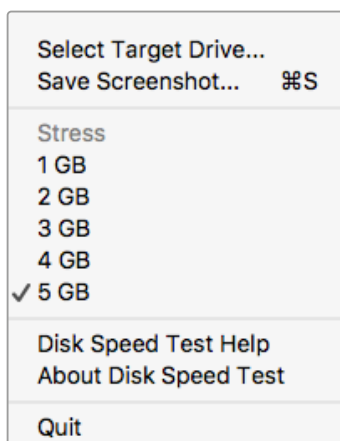 Select Target Drive...
Save Screenshot... ⌘S
Stress
1 GB
2 GB
3 GB
4 GB
✓ 5 GB
Disk Speed Test Help
About Disk Speed Test
Quit